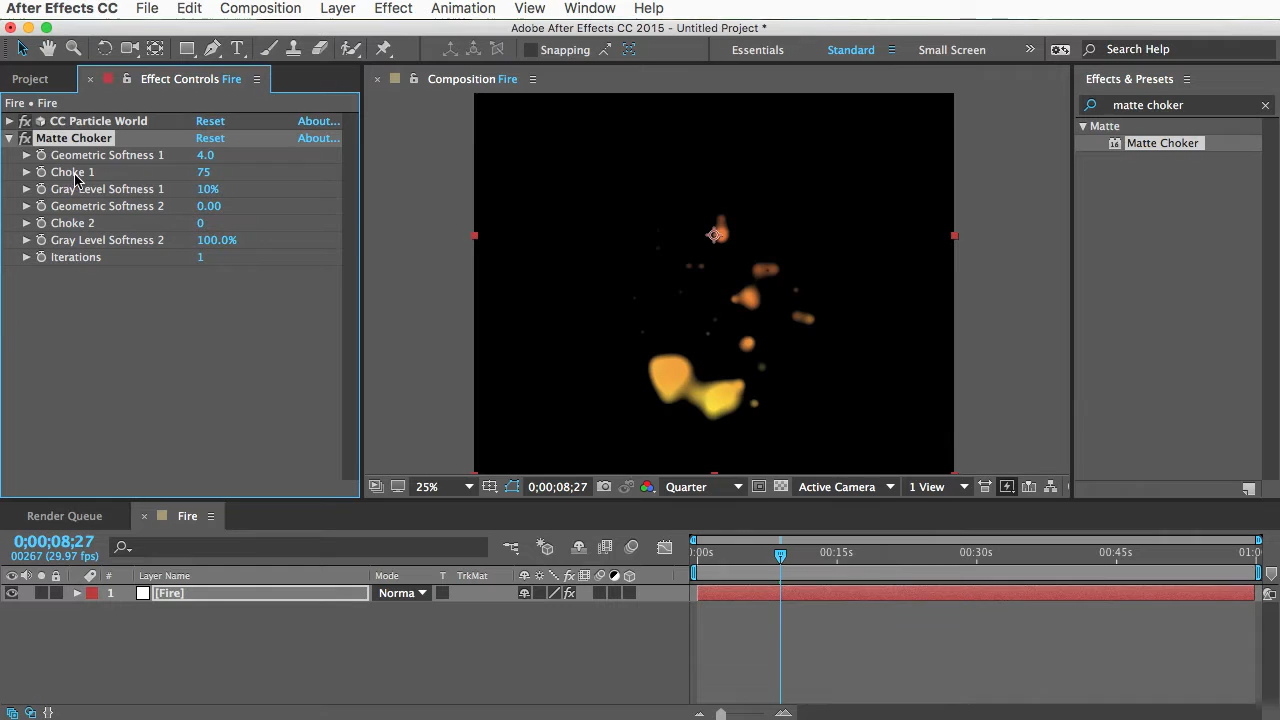 After Effects CC File Edit Composition Layer Effect Animation View Window Help
Adobe After Effects CC 2015 - Untitled Project *
Snapping Essentials Standard Small Screen Search Help
Project Effect Controls Fire Composition Fire Effects & Presets
Fire • Fire matte choker
CC Particle World Reset About...
Matte
Matte Choker Reset About...
Matte Choker
Geometric Softness 1 4.0
Choke 1 75
Gray Level Softness 1 10%
Geometric Softness 2 0.00
Choke 2 0
Gray Level Softness 2 100.0%
Iterations 1
25% 0;00;08;27 Quarter Active Camera 1 View
Render Queue Fire
0;00;08;27
00267 (29.97 fps)
:00s 00:15s 00:30s 00:45s 01:0
# Layer Name Mode T TrkMat
1 [Fire] Norma